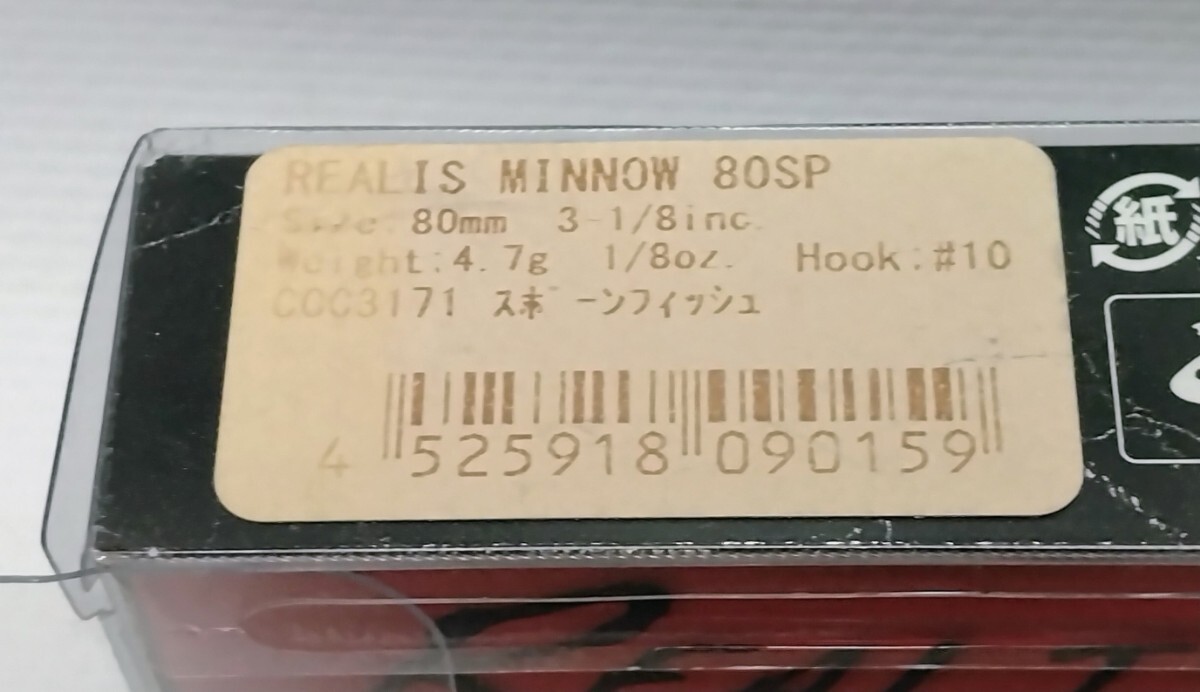 REALIS MINNOW 80SP
Size:80mm 3-1/8inc.
Weight:4.7g 1/8oz. Hook:#10
CCC3171 スポーンフィッシュ
4 525918 090159
紙